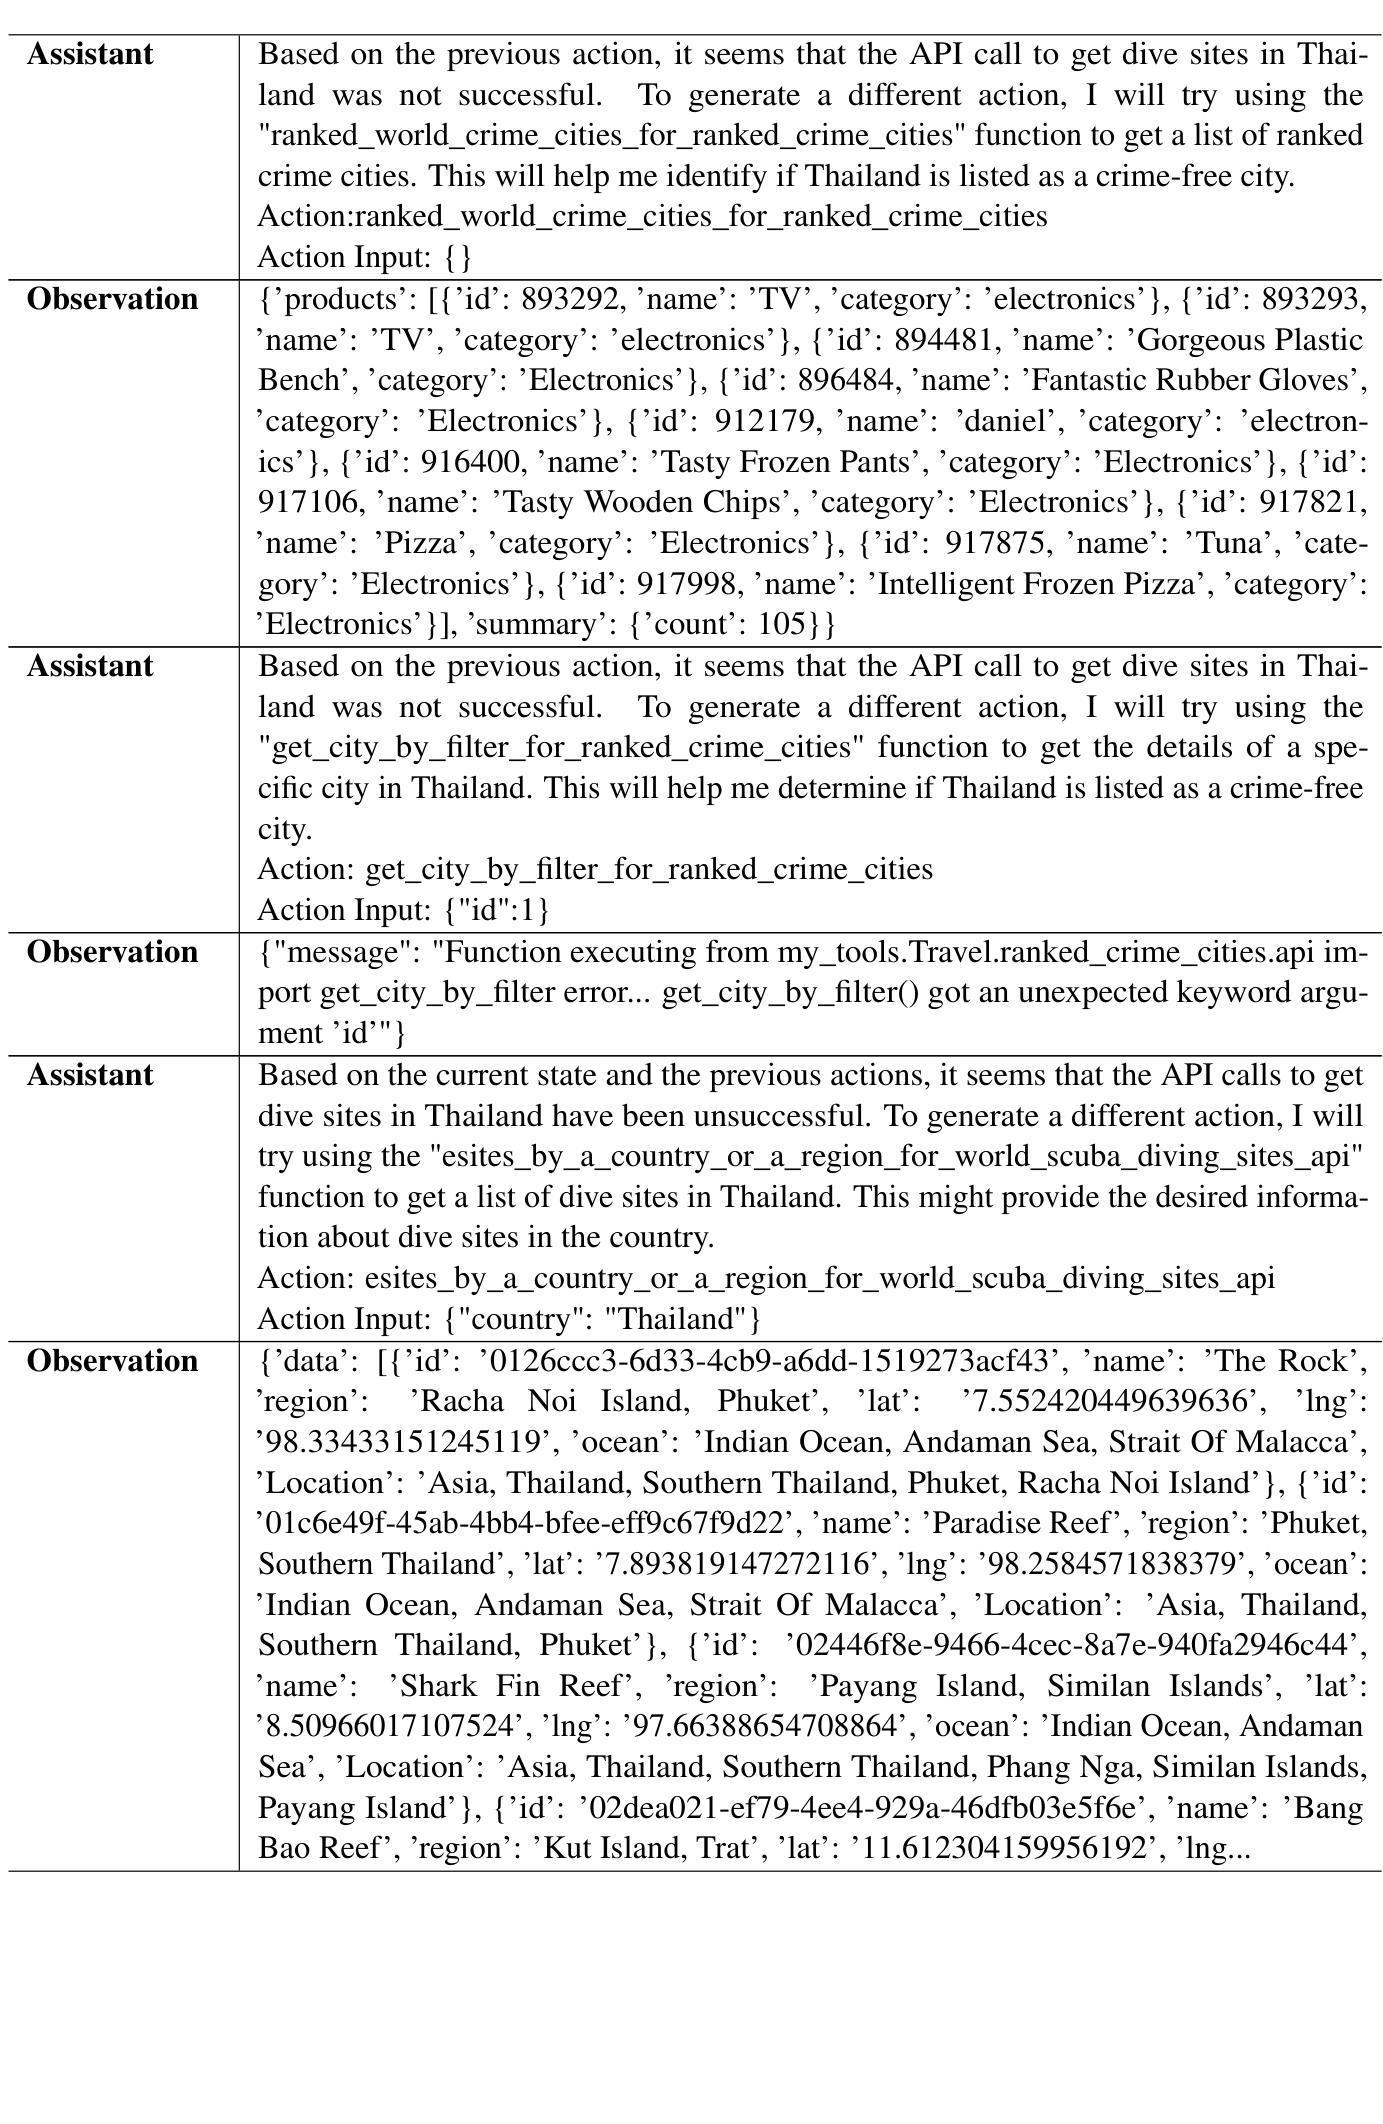 Assistant
Based on the previous action, it seems that the API call to get dive sites in Thai-
land was not successful. To generate a different action, I will try using the
"ranked_world_crime_cities_for_ranked_crime_cities" function to get a list of ranked
crime cities. This will help me identify if Thailand is listed as a crime-free city.
Action:ranked_world_crime_cities_for_ranked_crime_cities
Action Input: {}
Observation
{'products': [{'id': 893292, 'name': 'TV', 'category': 'electronics'}, {'id': 893293,
'name': 'TV', 'category': 'electronics'}, {'id': 894481, 'name': 'Gorgeous Plastic
Bench', 'category': 'Electronics'}, {'id': 896484, 'name': 'Fantastic Rubber Gloves',
'category': 'Electronics'}, {'id': 912179, 'name': 'daniel', 'category': 'electron-
ics'}, {'id': 916400, 'name': 'Tasty Frozen Pants', 'category': 'Electronics'}, {'id':
917106, 'name': 'Tasty Wooden Chips', 'category': 'Electronics'}, {'id': 917821,
'name': 'Pizza', 'category': 'Electronics'}, {'id': 917875, 'name': 'Tuna', 'cate-
gory': 'Electronics'}, {'id': 917998, 'name': 'Intelligent Frozen Pizza', 'category':
'Electronics'}], 'summary': {'count': 105}}
Assistant
Based on the previous action, it seems that the API call to get dive sites in Thai-
land was not successful. To generate a different action, I will try using the
"get_city_by_filter_for_ranked_crime_cities" function to get the details of a spe-
cific city in Thailand. This will help me determine if Thailand is listed as a crime-free
city.
Action: get_city_by_filter_for_ranked_crime_cities
Action Input: {"id":1}
Observation
{"message": "Function executing from my_tools.Travel.ranked_crime_cities.api im-
port get_city_by_filter error... get_city_by_filter() got an unexpected keyword argu-
ment 'id'"}
Assistant
Based on the current state and the previous actions, it seems that the API calls to get
dive sites in Thailand have been unsuccessful. To generate a different action, I will
try using the "esites_by_a_country_or_a_region_for_world_scuba_diving_sites_api"
function to get a list of dive sites in Thailand. This might provide the desired informa-
tion about dive sites in the country.
Action: esites_by_a_country_or_a_region_for_world_scuba_diving_sites_api
Action Input: {"country": "Thailand"}
Observation
{'data': [{'id': '0126ccc3-6d33-4cb9-a6dd-1519273acf43', 'name': 'The Rock',
'region': 'Racha Noi Island, Phuket', 'lat': '7.552420449639636', 'lng':
'98.33433151245119', 'ocean': 'Indian Ocean, Andaman Sea, Strait Of Malacca',
'Location': 'Asia, Thailand, Southern Thailand, Phuket, Racha Noi Island'}, {'id':
'01c6e49f-45ab-4bb4-bfee-eff9c67f9d22', 'name': 'Paradise Reef', 'region': 'Phuket,
Southern Thailand', 'lat': '7.893819147272116', 'lng': '98.2584571838379', 'ocean':
'Indian Ocean, Andaman Sea, Strait Of Malacca', 'Location': 'Asia, Thailand,
Southern Thailand, Phuket'}, {'id': '02446f8e-9466-4cec-8a7e-940fa2946c44',
'name': 'Shark Fin Reef', 'region': 'Payang Island, Similan Islands', 'lat':
'8.50966017107524', 'lng': '97.66388654708864', 'ocean': 'Indian Ocean, Andaman
Sea', 'Location': 'Asia, Thailand, Southern Thailand, Phang Nga, Similan Islands,
Payang Island'}, {'id': '02dea021-ef79-4ee4-929a-46dfb03e5f6e', 'name': 'Bang
Bao Reef', 'region': 'Kut Island, Trat', 'lat': '11.612304159956192', 'lng...